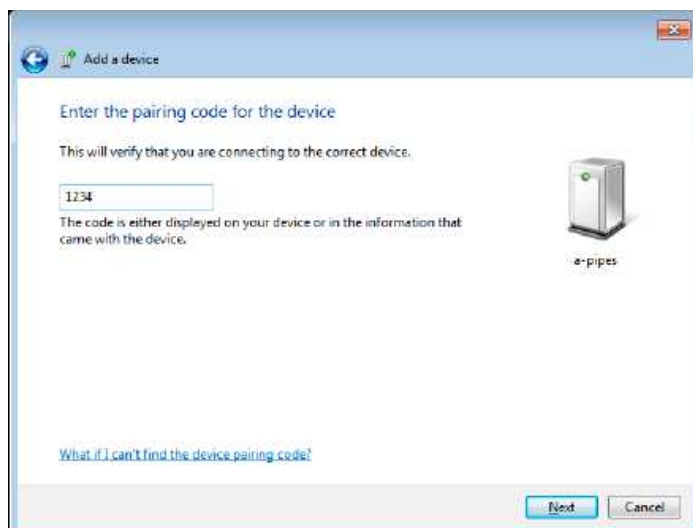 Add a device
Enter the pairing code for the device
This will verify that you are connecting to the correct device.
1234
The code is either displayed on your device or in the information that
came with the device.
a-pipes
What if I can't find the device pairing code?
Next
Cancel